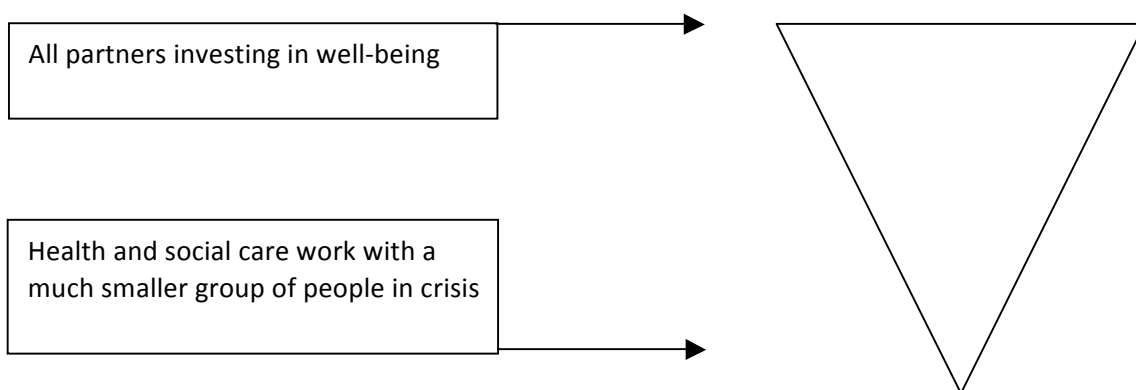 All partners investing in well-being
Health and social care work with a
much smaller group of people in crisis